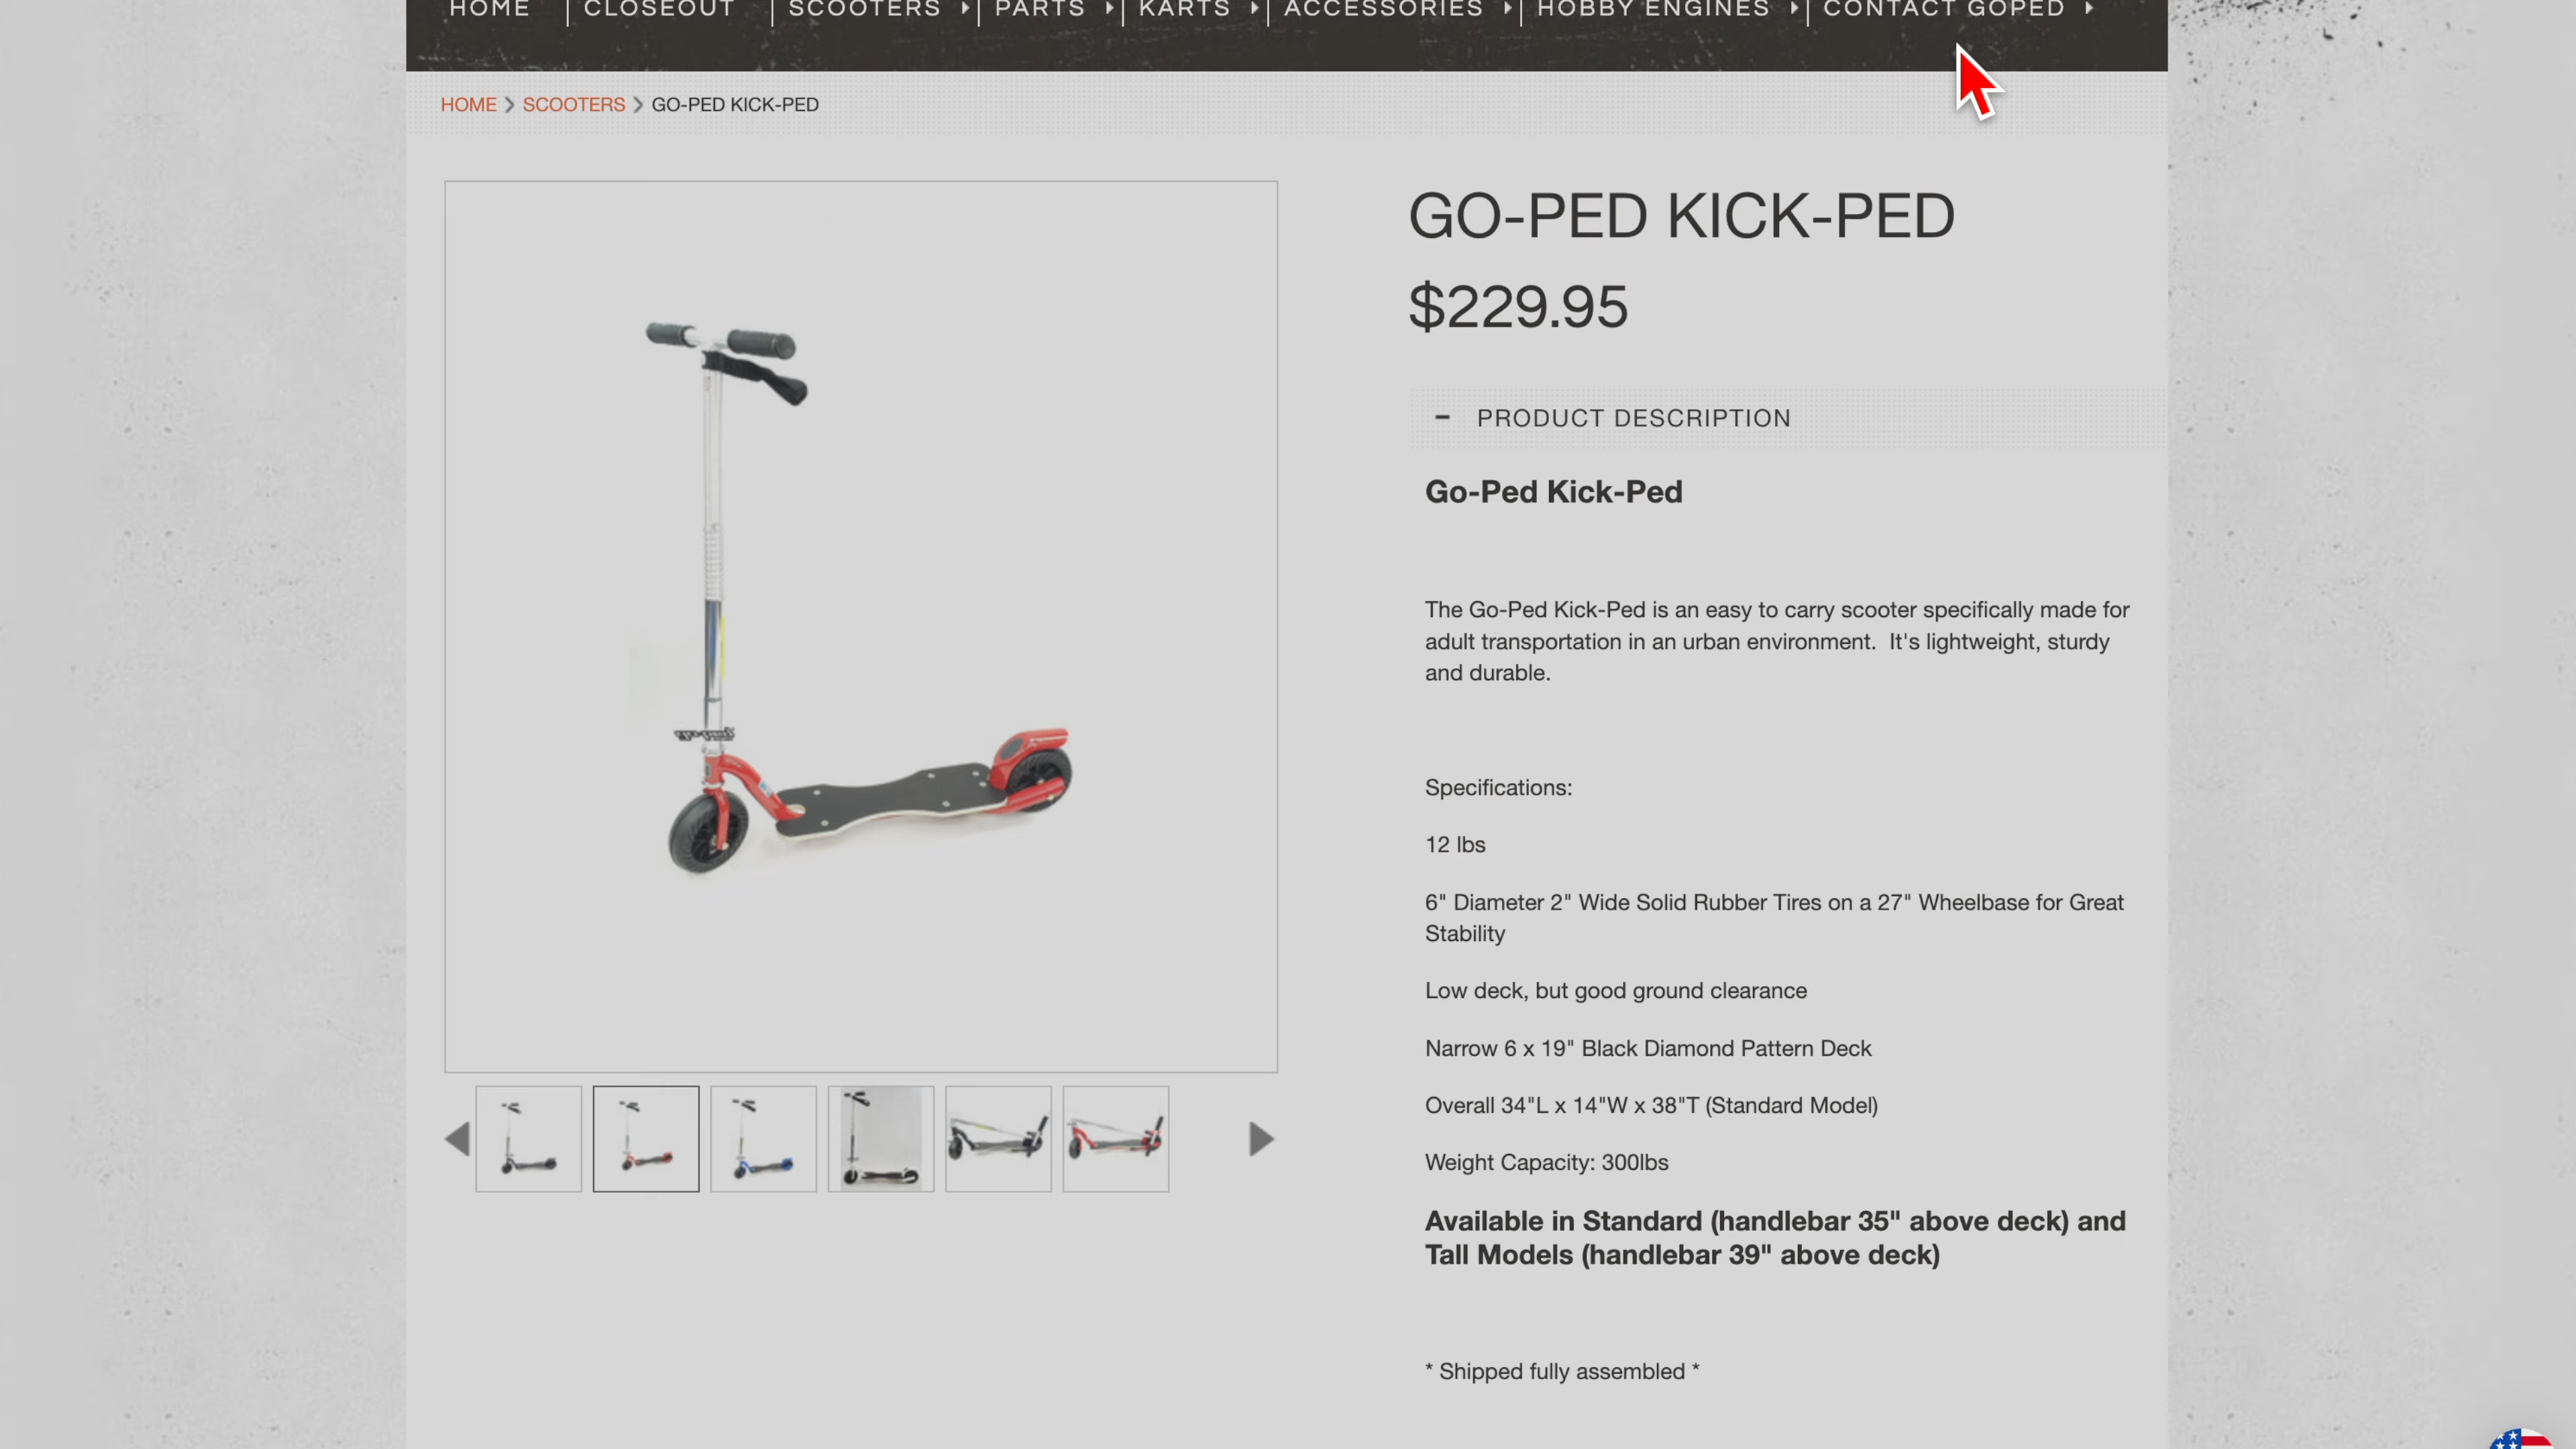 HOME
CLOSEOUT
SCOOTERS
PARTS
KARTS
ACCESSORIES
HOBBY ENGINES
CONTACT GOPED
HOME > SCOOTERS > GO-PED KICK-PED
GO-PED KICK-PED
$229.95
- PRODUCT DESCRIPTION
Go-Ped Kick-Ped
The Go-Ped Kick-Ped is an easy to carry scooter specifically made for
adult transportation in an urban environment.  It's lightweight, sturdy
and durable.
Specifications:
12 lbs
6" Diameter 2" Wide Solid Rubber Tires on a 27" Wheelbase for Great
Stability
Low deck, but good ground clearance
Narrow 6 x 19" Black Diamond Pattern Deck
Overall 34"L x 14"W x 38"T (Standard Model)
Weight Capacity: 300lbs
Available in Standard (handlebar 35" above deck) and
Tall Models (handlebar 39" above deck)
* Shipped fully assembled *